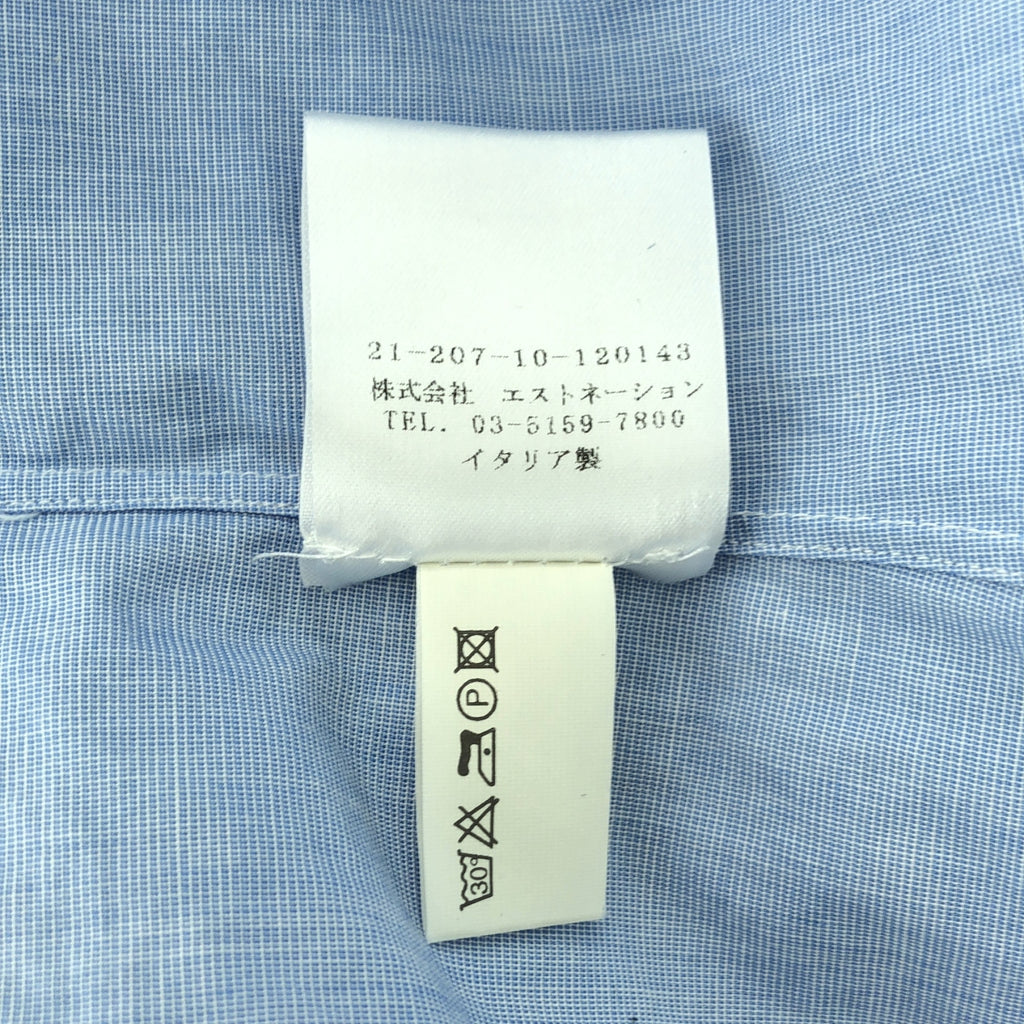 21-207-10-120143
株式会社 エストネーション
TEL. 03-5159-7800
イタリア製
P
30°